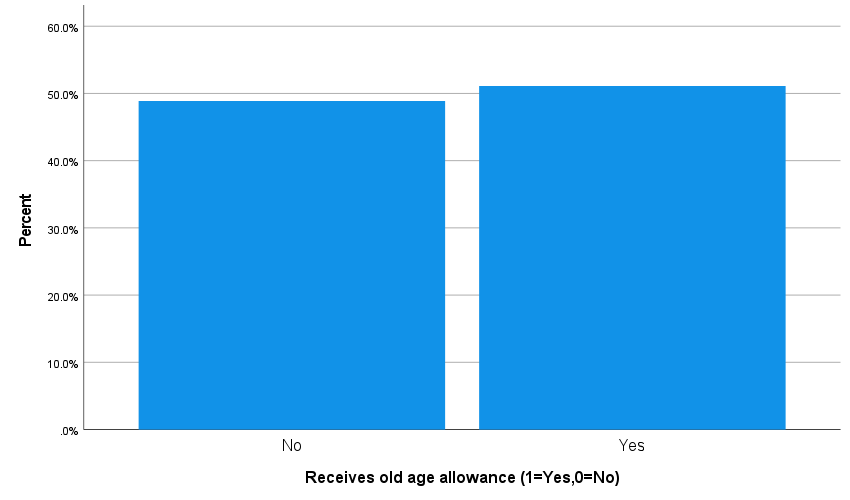 60.0%
50.0%
40.0%
30.0%
20.0%
10.0%
.0%
Percent
No
Yes
Receives old age allowance (1=Yes,0=No)